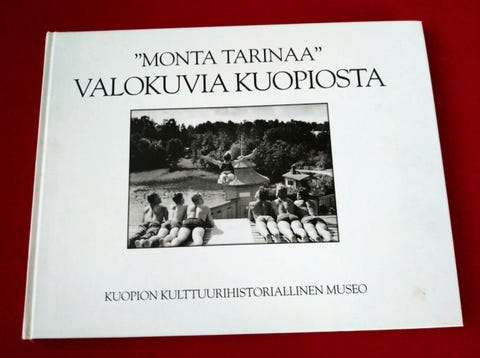 "MONTA TARINAA"
VALOKUVIA KUOPIOSTA
KUOPION KULTTUURIHISTORIALLINEN MUSEO